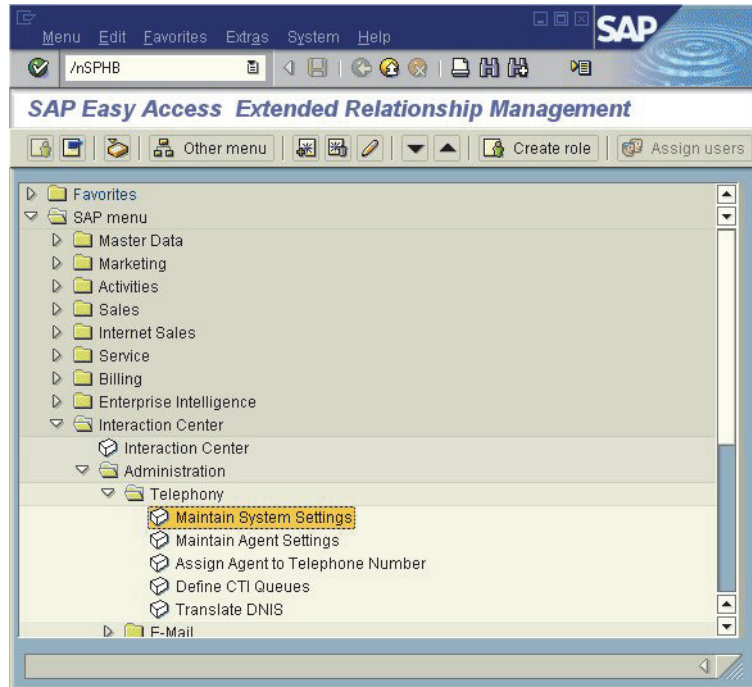 Menu Edit Favorites Extras System Help
SAP
/nSPHB
SAP Easy Access Extended Relationship Management
Other menu Create role Assign users
Favorites
SAP menu
Master Data
Marketing
Activities
Sales
Internet Sales
Service
Billing
Enterprise Intelligence
Interaction Center
Interaction Center
Administration
Telephony
Maintain System Settings
Maintain Agent Settings
Assign Agent to Telephone Number
Define CTI Queues
Translate DNIS
E-Mail